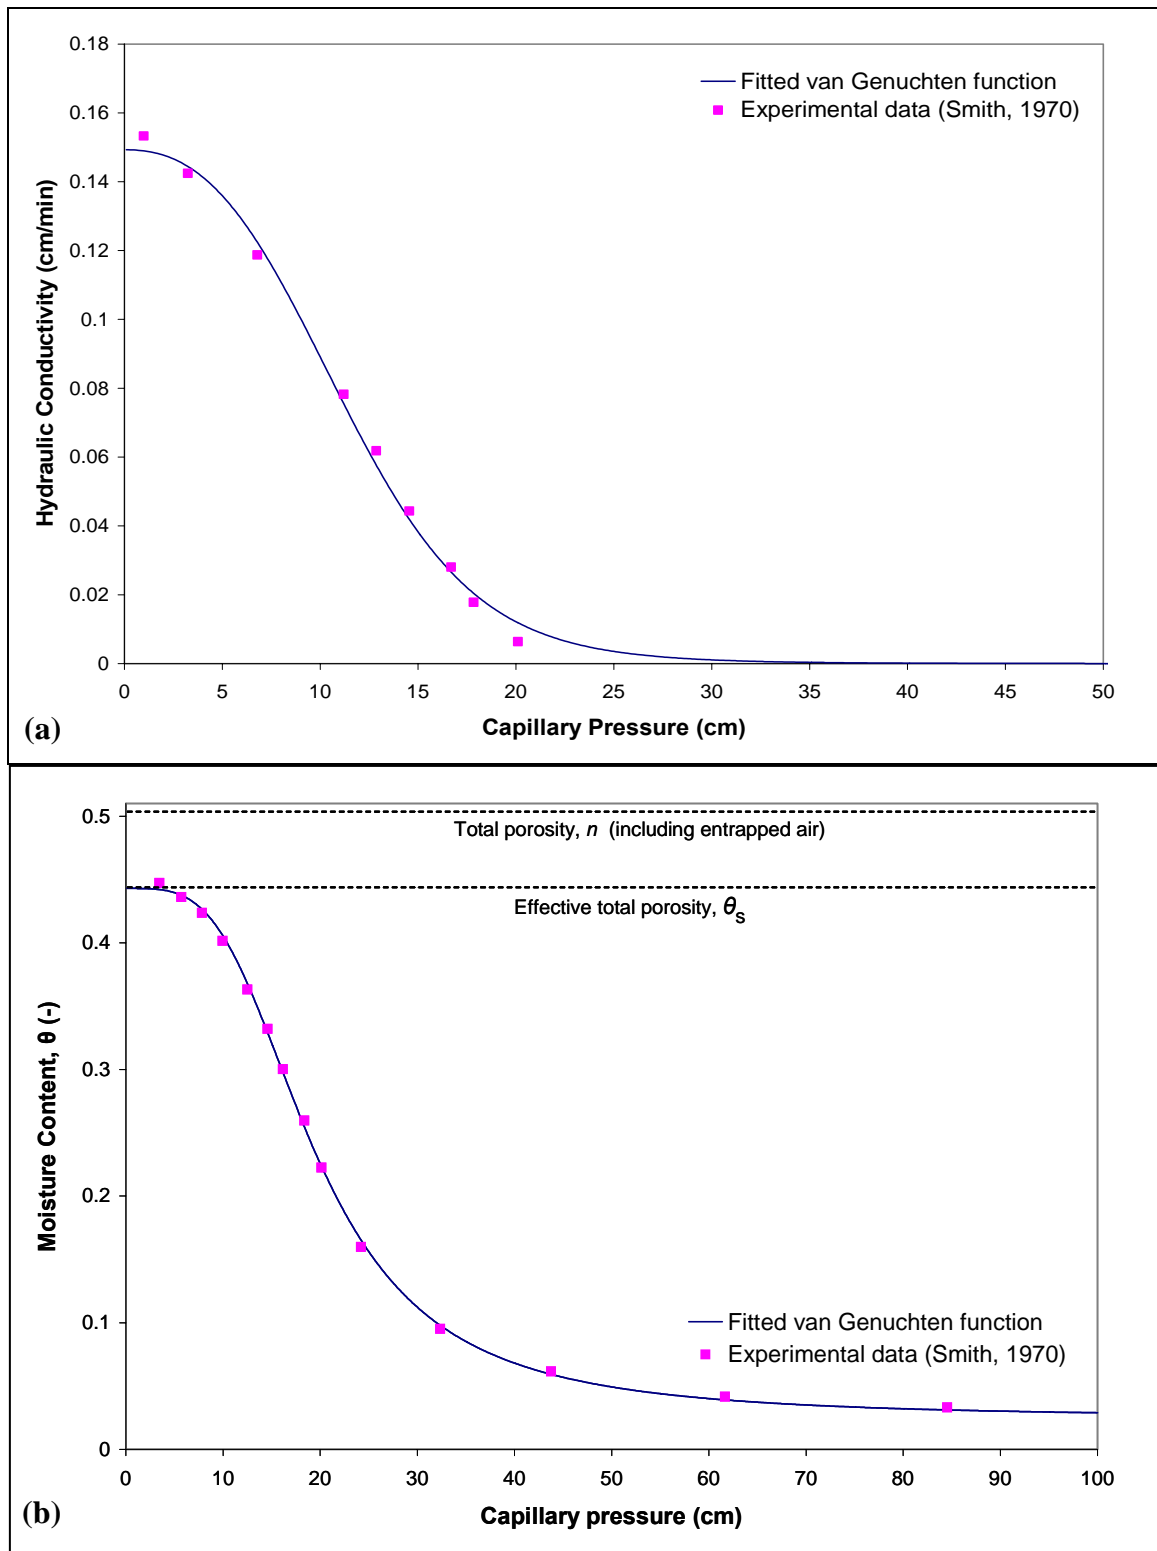 0.18
0.16
0.14
0.12
0.1
0.08
0.06
0.04
0.02
0
Hydraulic Conductivity (cm/min)
Fitted van Genuchten function
Experimental data (Smith, 1970)
0 5 10 15 20 25 30 35 40 45 50
Capillary Pressure (cm)
(a)
0.5
0.4
0.3
0.2
0.1
0
Moisture Content, θ (-)
Total porosity, n (including entrapped air)
Effective total porosity, θs
Fitted van Genuchten function
Experimental data (Smith, 1970)
0 10 20 30 40 50 60 70 80 90 100
Capillary pressure (cm)
(b)